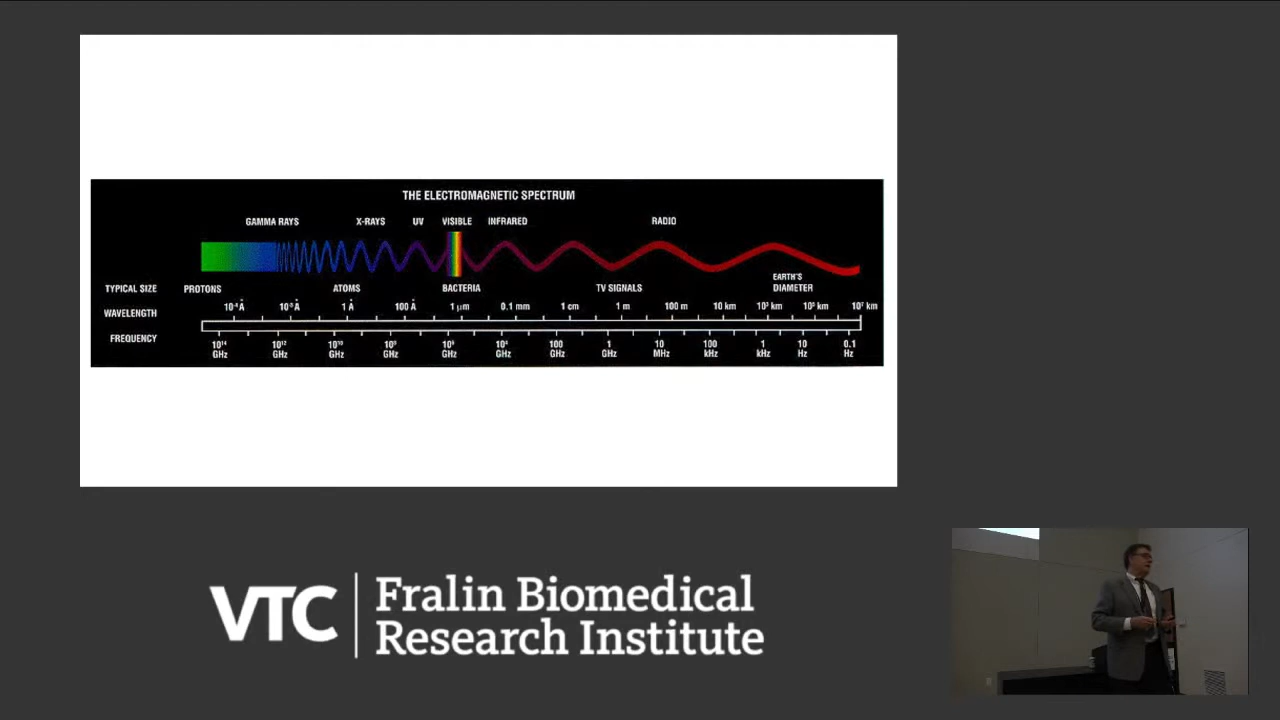 THE ELECTROMAGNETIC SPECTRUM
GAMMA RAYS X-RAYS UV VISIBLE INFRARED RADIO
TYPICAL SIZE PROTONS ATOMS BACTERIA TV SIGNALS EARTH'S DIAMETER
WAVELENGTH 10⁻⁴ Å 10⁻² Å 1 Å 100 Å 1 μm 0.1 mm 1 cm 1 m 100 m 10 km 10³ km 10⁵ km 10⁷ km
FREQUENCY 10¹⁴ GHz 10¹² GHz 10¹⁰ GHz 10⁸ GHz 10⁶ GHz 10⁴ GHz 100 GHz 1 GHz 10 MHz 100 kHz 1 kHz 10 Hz 0.1 Hz
VTC Fralin Biomedical
Research Institute